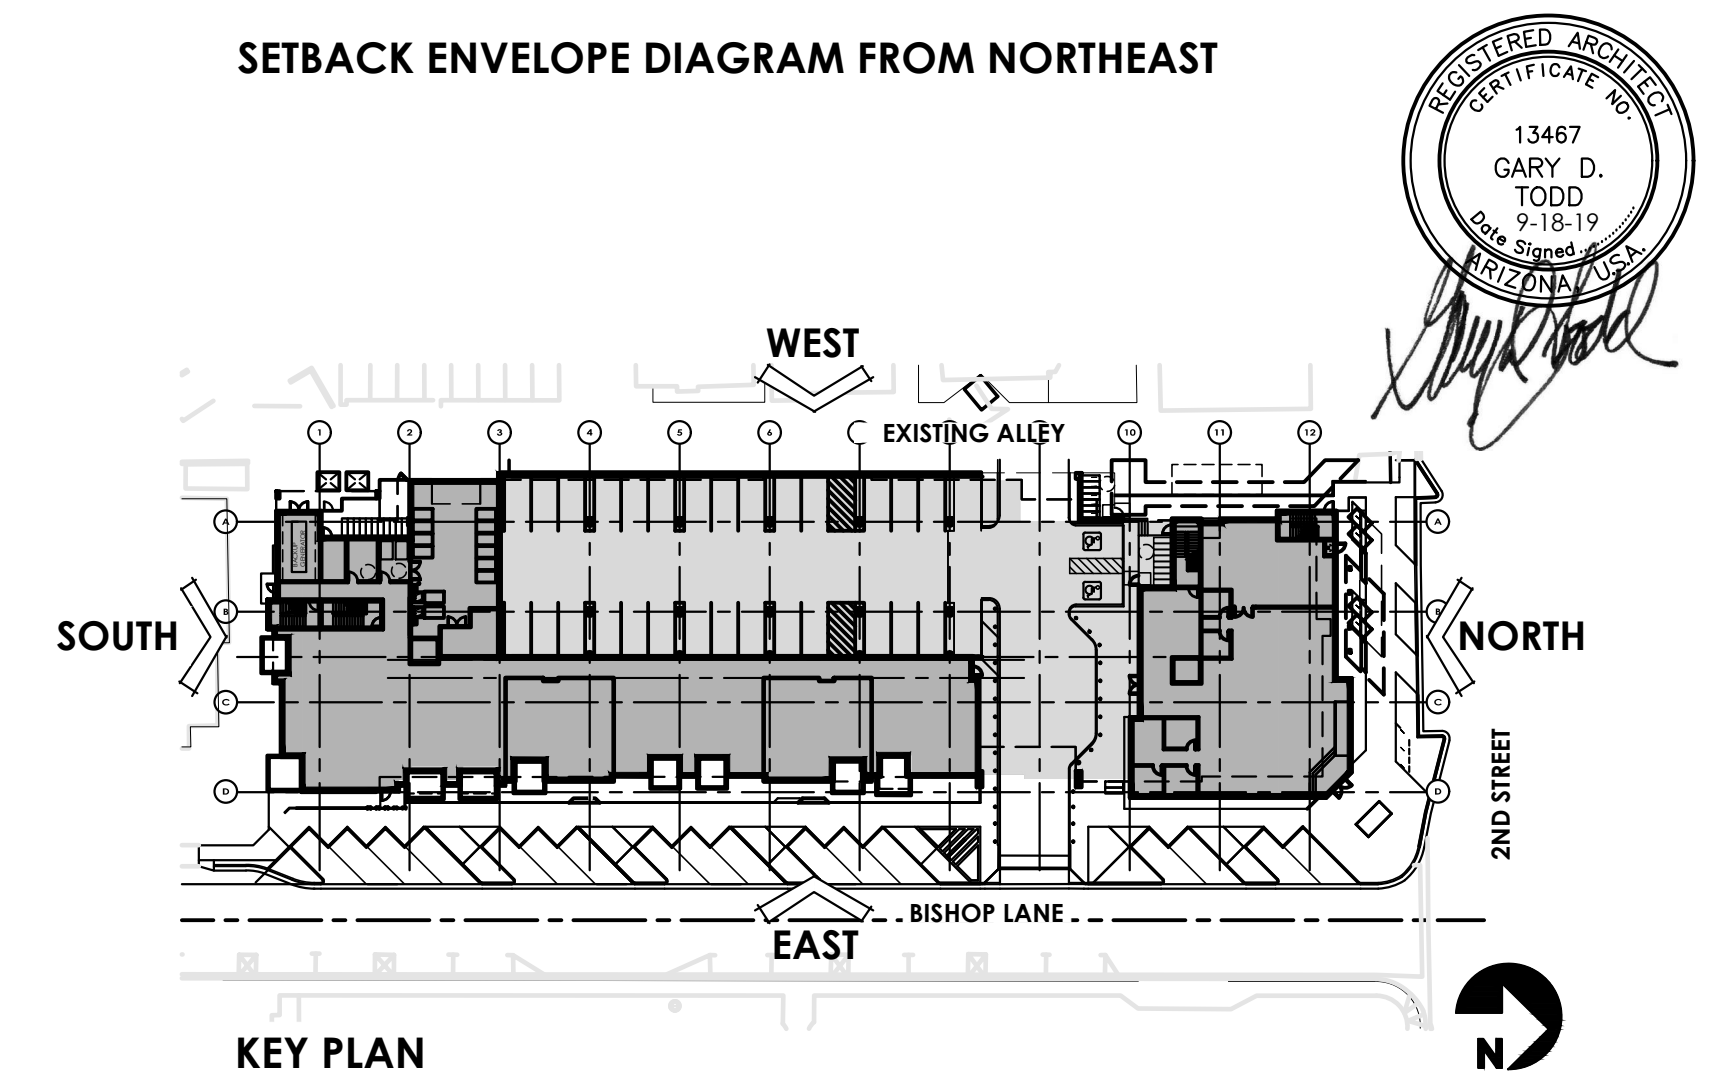 SETBACK ENVELOPE DIAGRAM FROM NORTHEAST
REGISTERED ARCHITECT
CERTIFICATE NO.
13467
GARY D.
TODD
9-18-19
Date Signed
ARIZONA, U.S.A.
WEST
EXISTING ALLEY
1 2 3 4 5 6 10 11 12
A A
BACKUP
GENERATOR
B B
SOUTH
NORTH
C C
D D
2ND STREET
BISHOP LANE
EAST
N
KEY PLAN